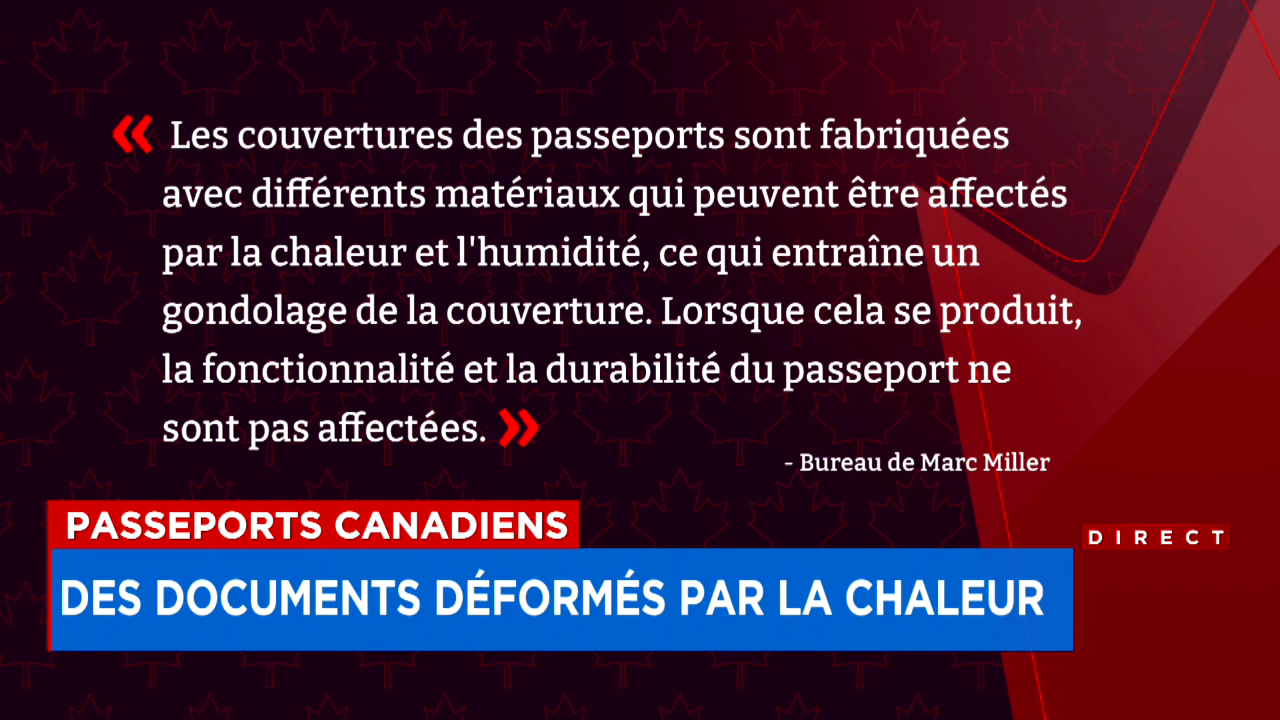 « Les couvertures des passeports sont fabriquées
avec différents matériaux qui peuvent être affectés
par la chaleur et l'humidité, ce qui entraîne un
gondolage de la couverture. Lorsque cela se produit,
la fonctionnalité et la durabilité du passeport ne
sont pas affectées. »
- Bureau de Marc Miller
PASSEPORTS CANADIENS
DIRECT
DES DOCUMENTS DÉFORMÉS PAR LA CHALEUR